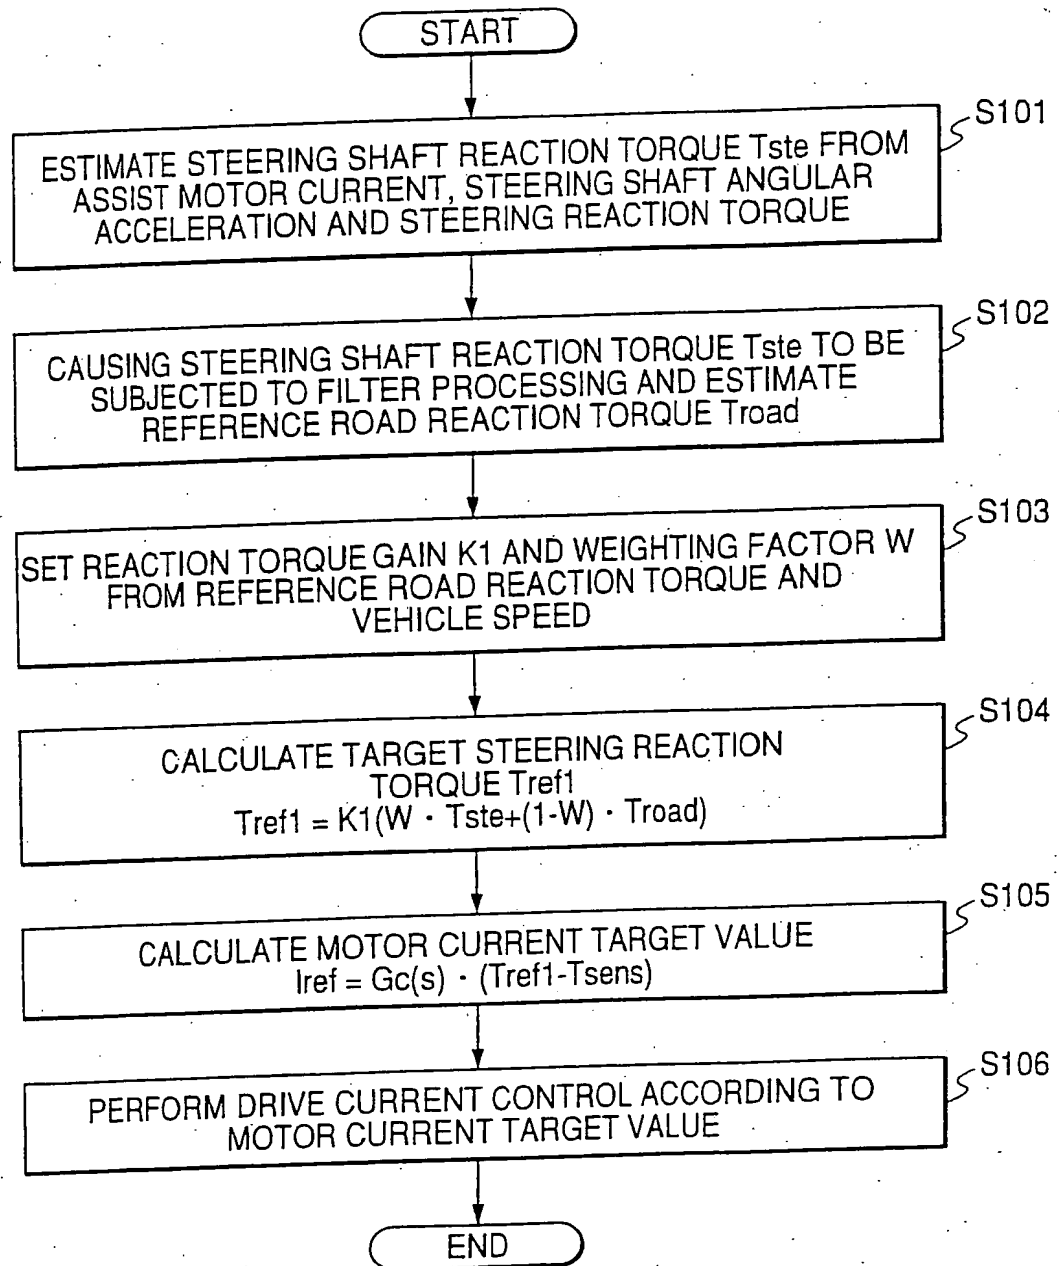 START
S101
ESTIMATE STEERING SHAFT REACTION TORQUE Tste FROM
ASSIST MOTOR CURRENT, STEERING SHAFT ANGULAR
ACCELERATION AND STEERING REACTION TORQUE
S102
CAUSING STEERING SHAFT REACTION TORQUE Tste TO BE
SUBJECTED TO FILTER PROCESSING AND ESTIMATE
REFERENCE ROAD REACTION TORQUE Troad
S103
SET REACTION TORQUE GAIN K1 AND WEIGHTING FACTOR W
FROM REFERENCE ROAD REACTION TORQUE AND
VEHICLE SPEED
S104
CALCULATE TARGET STEERING REACTION
TORQUE Tref1
Tref1 = K1(W · Tste+(1-W) · Troad)
S105
CALCULATE MOTOR CURRENT TARGET VALUE
Iref = Gc(s) · (Tref1-Tsens)
S106
PERFORM DRIVE CURRENT CONTROL ACCORDING TO
MOTOR CURRENT TARGET VALUE
END